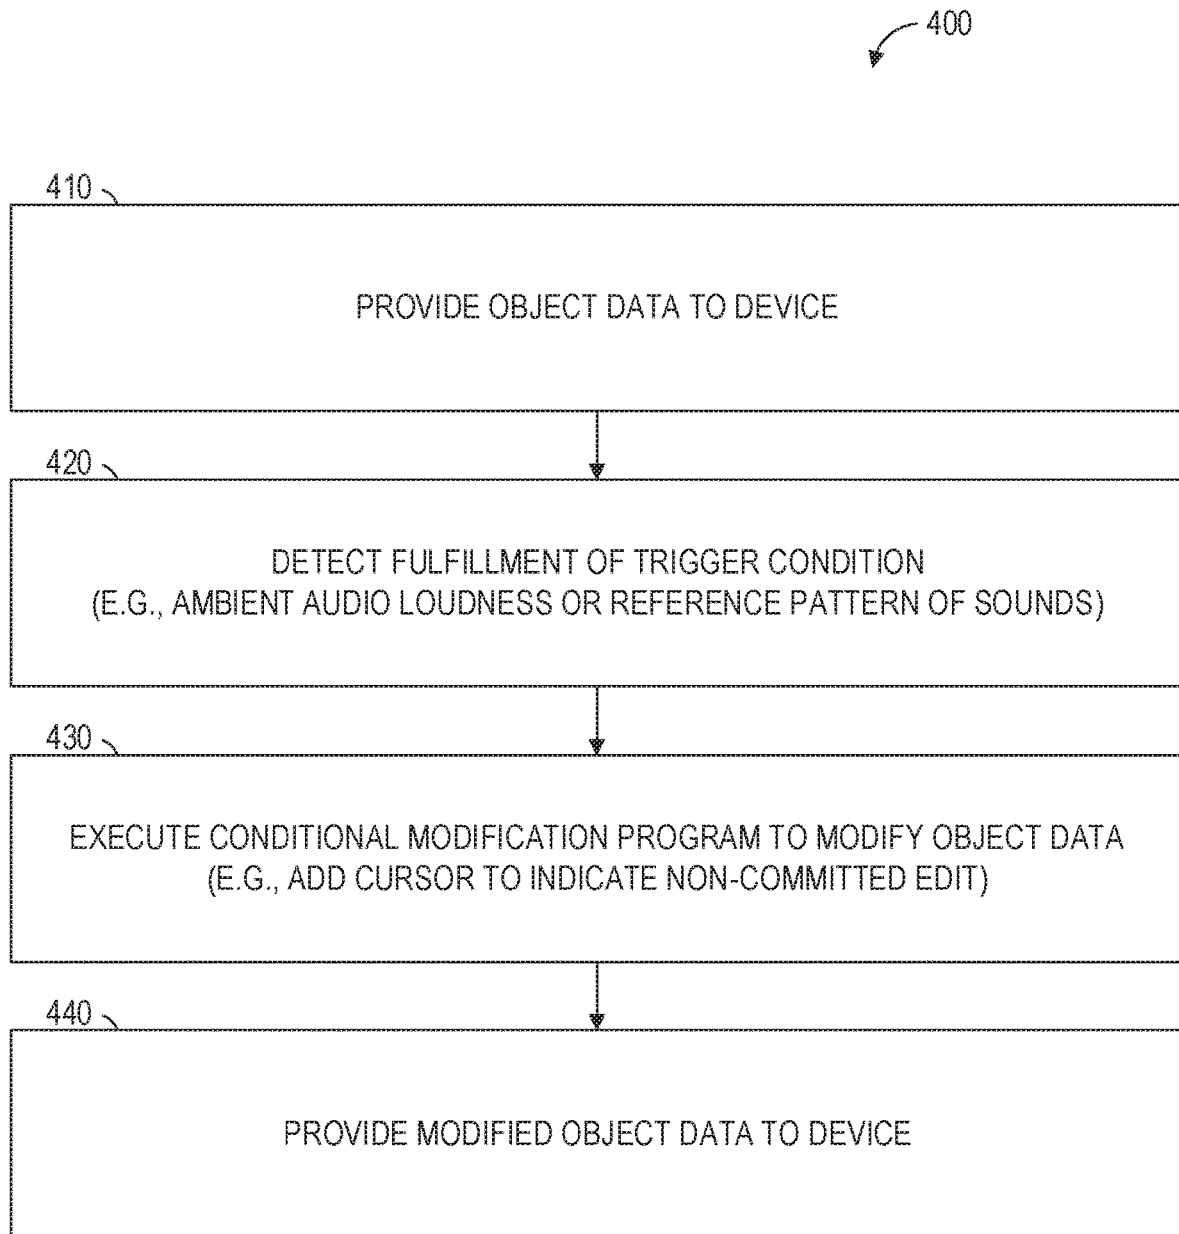 400
410
PROVIDE OBJECT DATA TO DEVICE
420
DETECT FULFILLMENT OF TRIGGER CONDITION
(E.G., AMBIENT AUDIO LOUDNESS OR REFERENCE PATTERN OF SOUNDS)
430
EXECUTE CONDITIONAL MODIFICATION PROGRAM TO MODIFY OBJECT DATA
(E.G., ADD CURSOR TO INDICATE NON-COMMITTED EDIT)
440
PROVIDE MODIFIED OBJECT DATA TO DEVICE